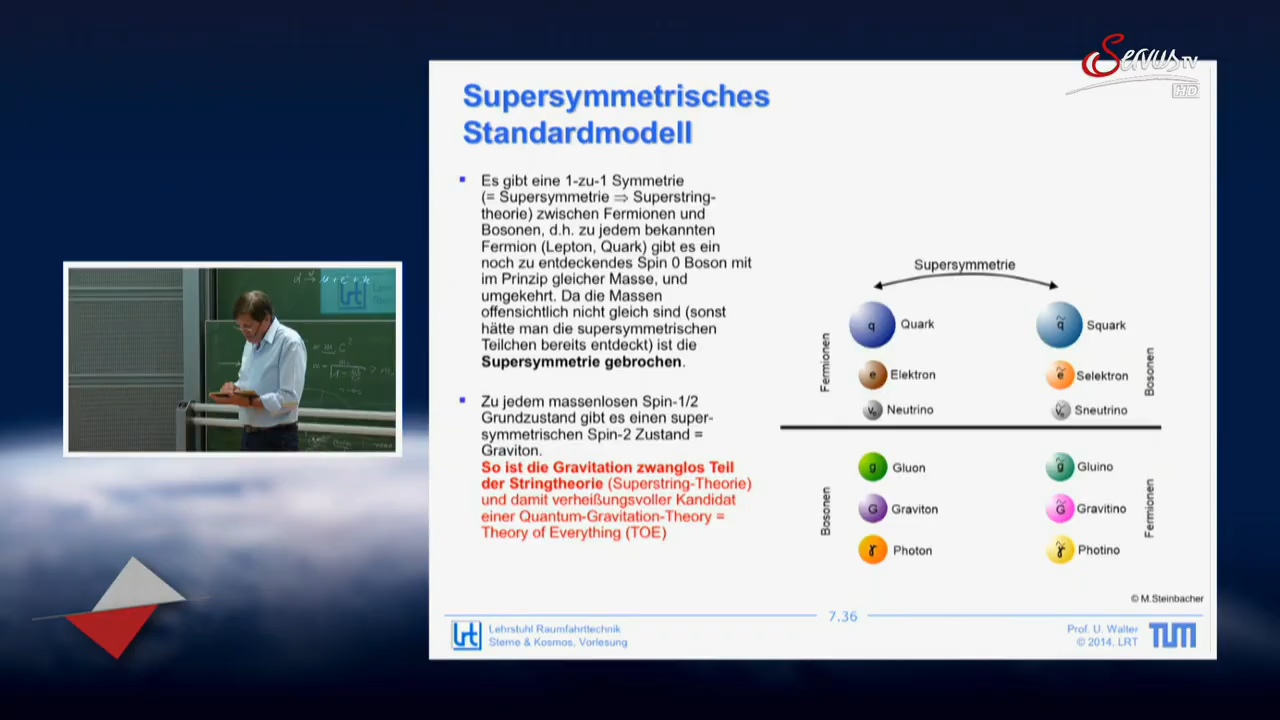 Servus TV
HD
Supersymmetrisches
Standardmodell
Es gibt eine 1-zu-1 Symmetrie
(= Supersymmetrie ⇒ Superstring-
theorie) zwischen Fermionen und
Bosonen, d.h. zu jedem bekannten
Fermion (Lepton, Quark) gibt es ein
noch zu entdeckendes Spin 0 Boson mit
im Prinzip gleicher Masse, und
umgekehrt. Da die Massen
offensichtlich nicht gleich sind (sonst
hätte man die supersymmetrischen
Teilchen bereits entdeckt) ist die
Supersymmetrie gebrochen.
Zu jedem massenlosen Spin-1/2
Grundzustand gibt es einen super-
symmetrischen Spin-2 Zustand =
Graviton.
So ist die Gravitation zwanglos Teil
der Stringtheorie (Superstring-Theorie)
und damit verheißungsvoller Kandidat
einer Quantum-Gravitation-Theory =
Theory of Everything (TOE)
Supersymmetrie
Fermionen
q Quark
q̃ Squark
e Elektron
ẽ Selektron
Neutrino
Sneutrino
Bosonen
Bosonen
g Gluon
g̃ Gluino
G Graviton
G̃ Gravitino
γ Photon
γ̃ Photino
Fermionen
© M.Steinbacher
7.36
lrt
Lehrstuhl Raumfahrttechnik
Sterne & Kosmos, Vorlesung
Prof. U. Walter
© 2014, LRT
TUM